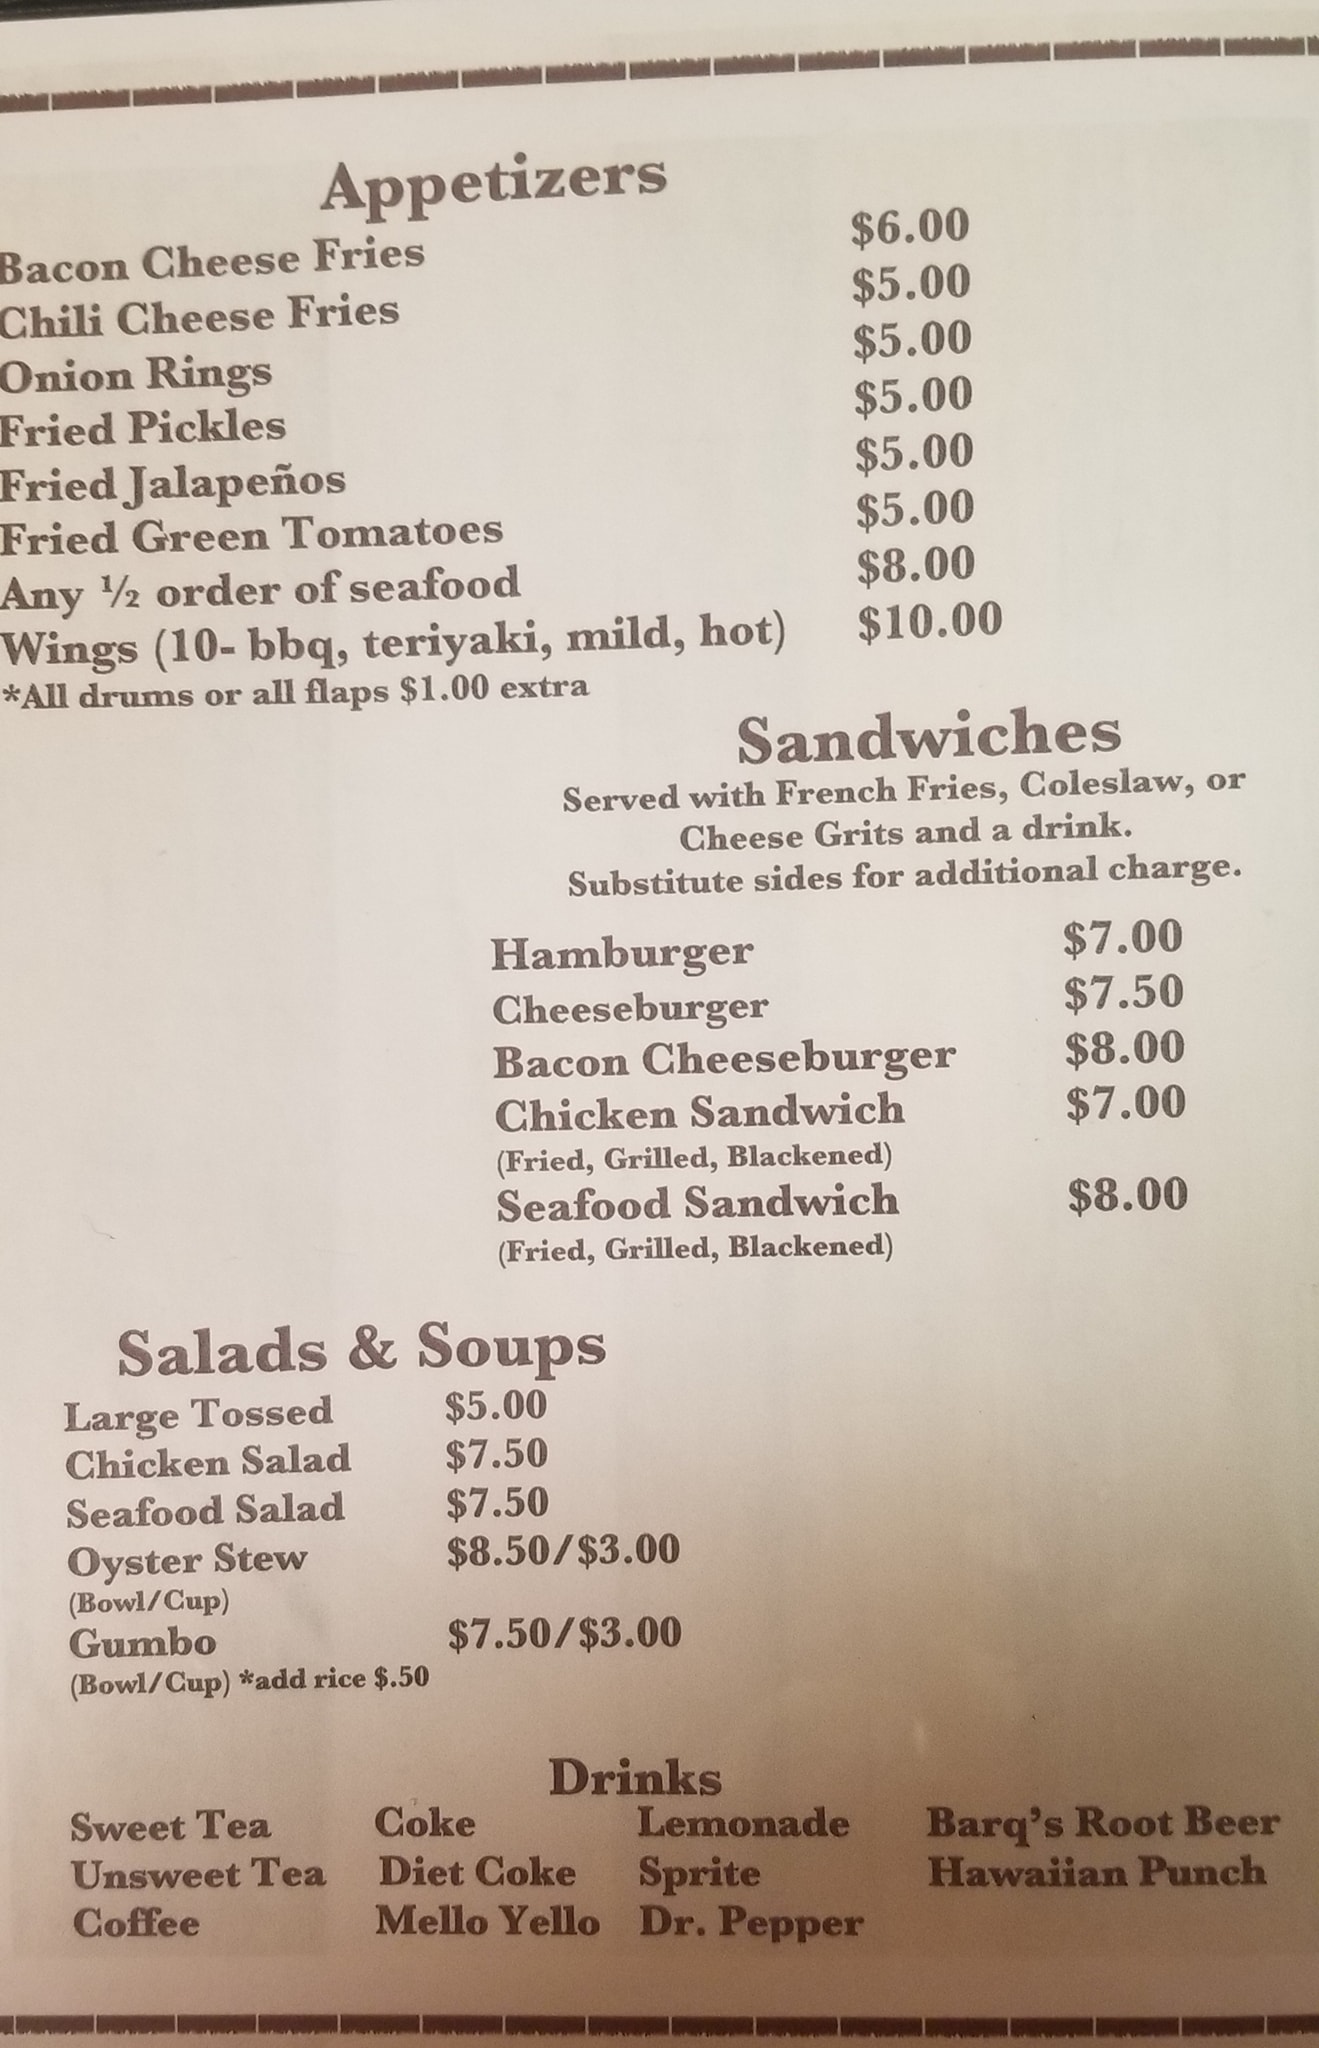 Appetizers
Bacon Cheese Fries $6.00
Chili Cheese Fries $5.00
Onion Rings $5.00
Fried Pickles $5.00
Fried Jalapeños $5.00
Fried Green Tomatoes $5.00
Any ½ order of seafood $8.00
Wings (10- bbq, teriyaki, mild, hot) $10.00
*All drums or all flaps $1.00 extra
Sandwiches
Served with French Fries, Coleslaw, or
Cheese Grits and a drink.
Substitute sides for additional charge.
Hamburger $7.00
Cheeseburger $7.50
Bacon Cheeseburger $8.00
Chicken Sandwich $7.00
(Fried, Grilled, Blackened)
Seafood Sandwich $8.00
(Fried, Grilled, Blackened)
Salads & Soups
Large Tossed $5.00
Chicken Salad $7.50
Seafood Salad $7.50
Oyster Stew $8.50/$3.00
(Bowl/Cup)
Gumbo $7.50/$3.00
(Bowl/Cup) *add rice $.50
Drinks
Sweet Tea Coke Lemonade Barq's Root Beer
Unsweet Tea Diet Coke Sprite Hawaiian Punch
Coffee Mello Yello Dr. Pepper